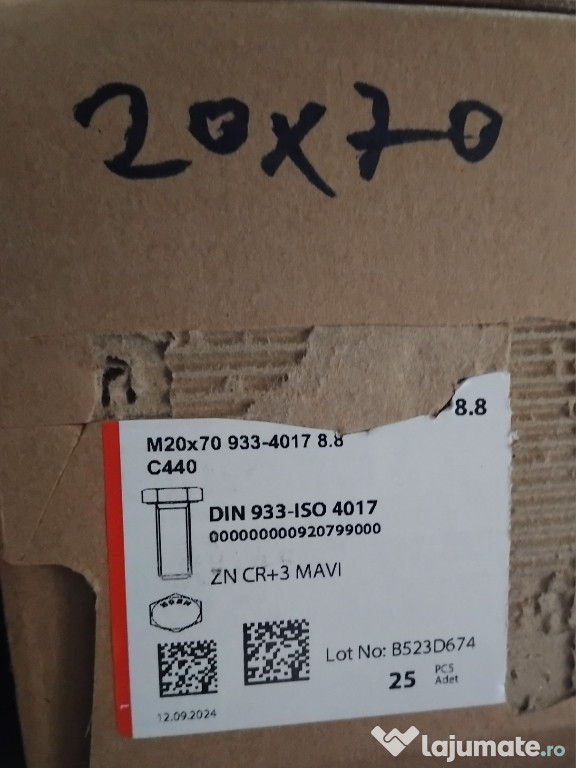 20x70
8.8
M20x70 933-4017 8.8
C440
DIN 933-ISO 4017
000000000920799000
ZN CR+3 MAVI
Lot No: B523D674
25 PCS
Adet
12.09.2024
lajumate.ro